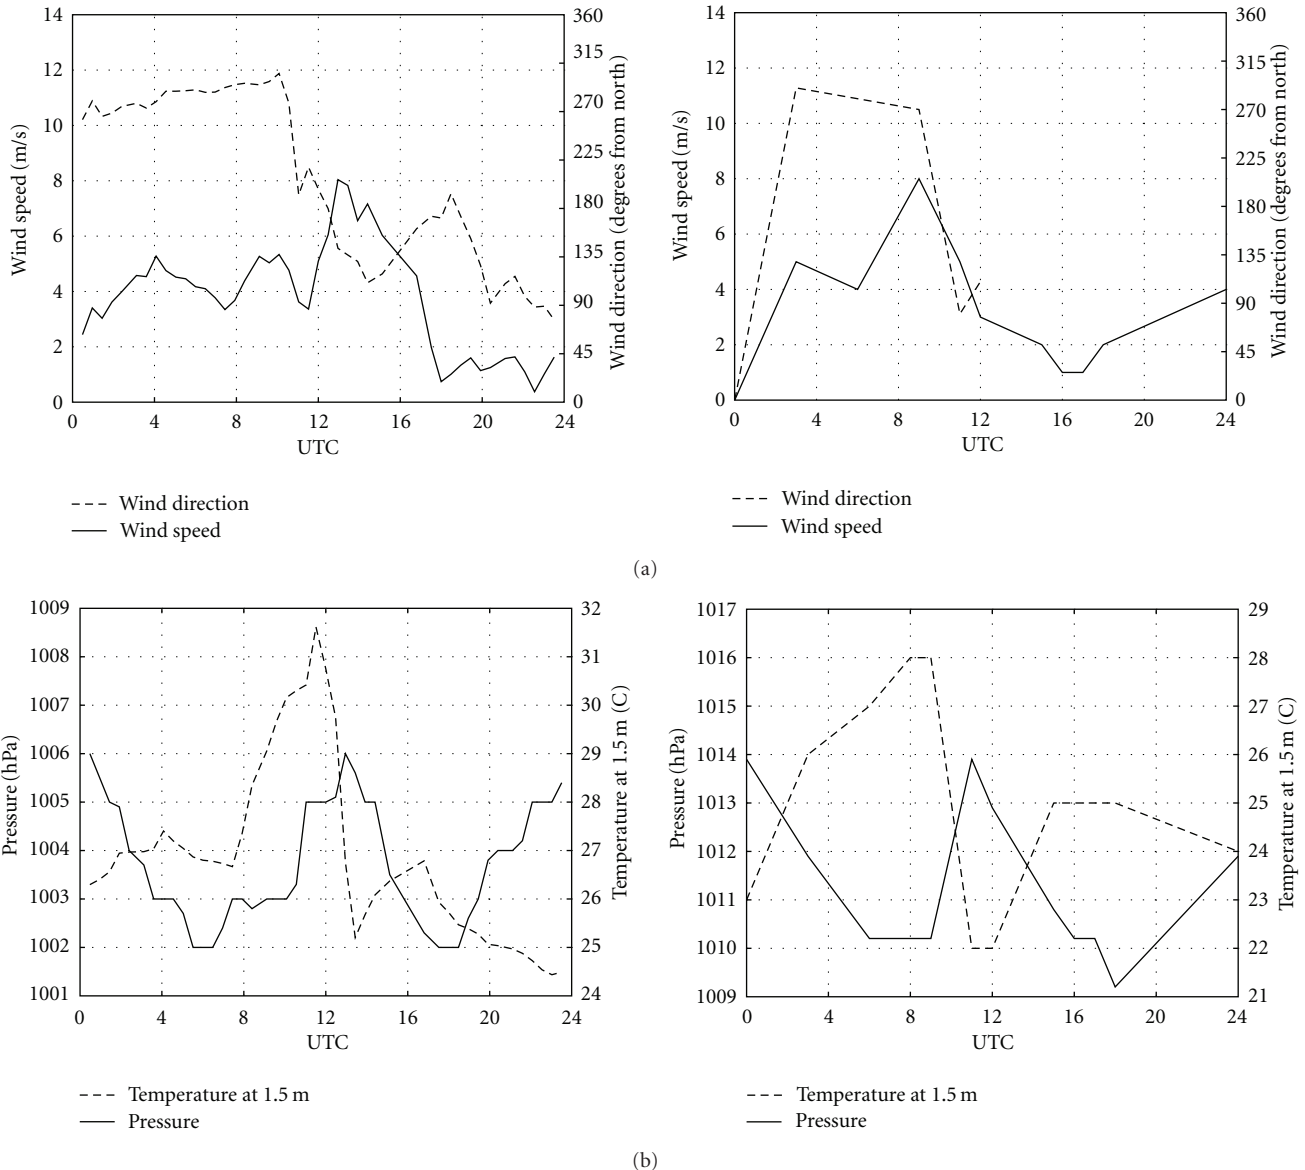 14
12
10
8
6
4
2
0
Wind speed (m/s)
360
315
270
225
180
135
90
45
0
Wind direction (degrees from north)
0 4 8 12 16 20 24
UTC
Wind direction
Wind speed
14
12
10
8
6
4
2
0
Wind speed (m/s)
360
315
270
225
180
135
90
45
0
Wind direction (degrees from north)
0 4 8 12 16 20 24
UTC
Wind direction
Wind speed
(a)
1009
1008
1007
1006
1005
1004
1003
1002
1001
Pressure (hPa)
32
31
30
29
28
27
26
25
24
Temperature at 1.5 m (C)
0 4 8 12 16 20 24
UTC
Temperature at 1.5 m
Pressure
1017
1016
1015
1014
1013
1012
1011
1010
1009
Pressure (hPa)
29
28
27
26
25
24
23
22
21
Temperature at 1.5 m (C)
0 4 8 12 16 20 24
UTC
Temperature at 1.5 m
Pressure
(b)